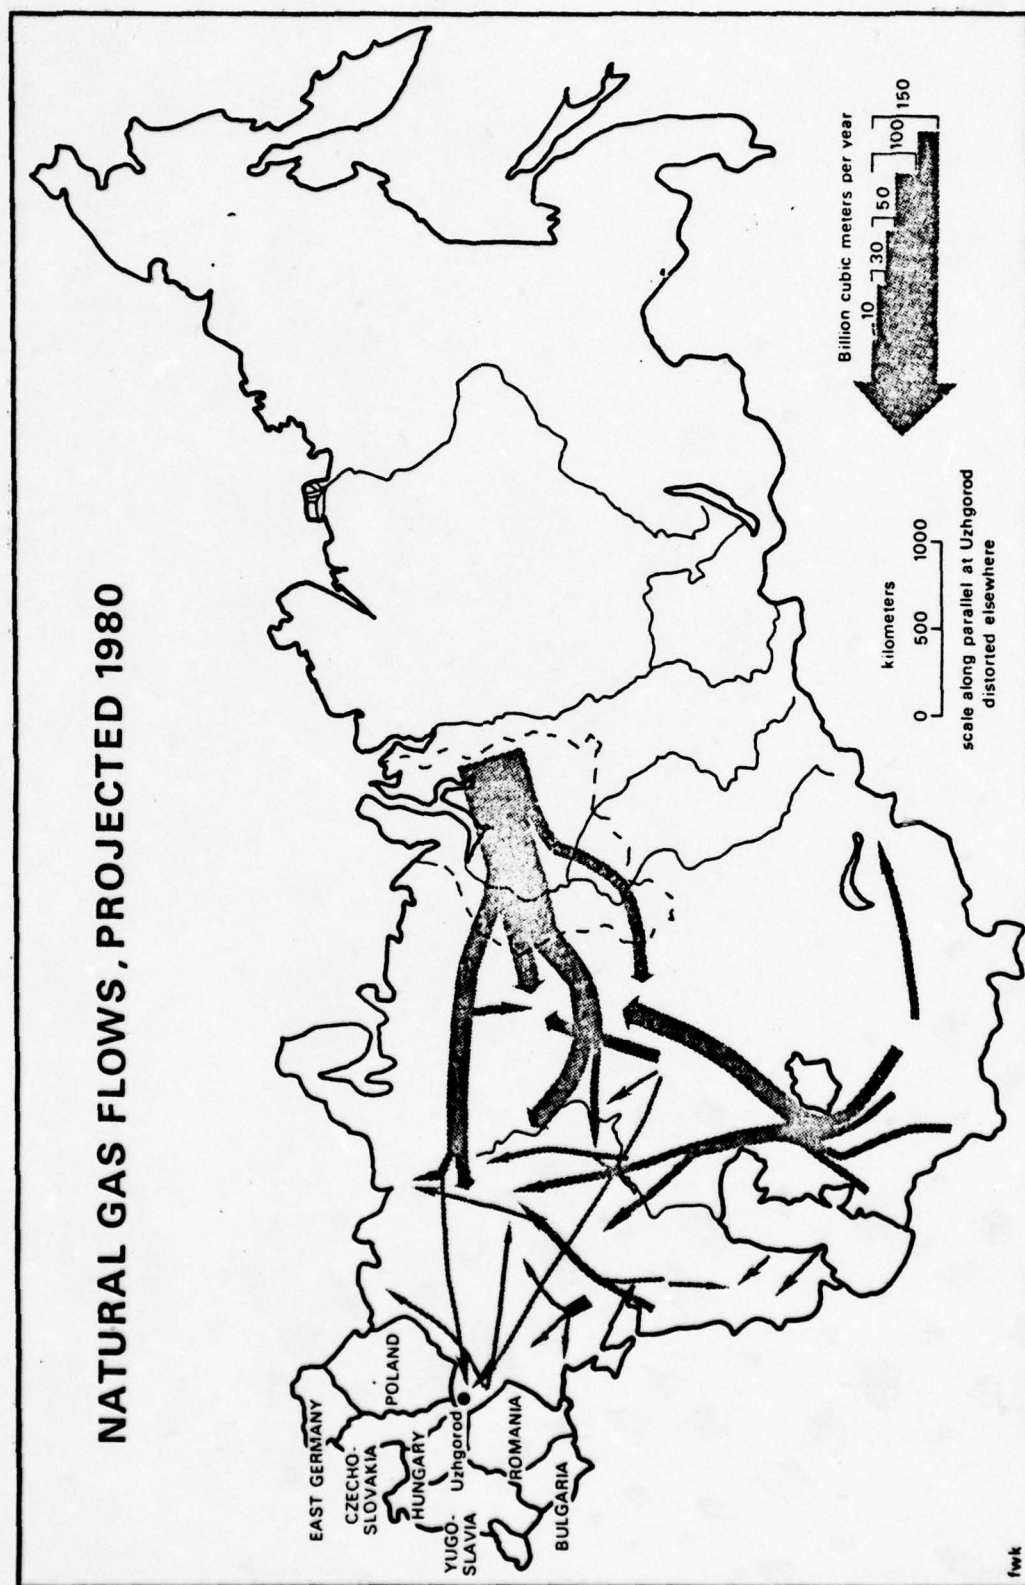 NATURAL GAS FLOWS, PROJECTED 1980
EAST GERMANY
POLAND
CZECHO-
SLOVAKIA
HUNGARY
Uzhgorod
YUGO-
SLAVIA
ROMANIA
BULGARIA
Billion cubic meters per year
10
30
50
100
150
kilometers
0 500 1000
scale along parallel at Uzhgorod
distorted elsewhere
fwk